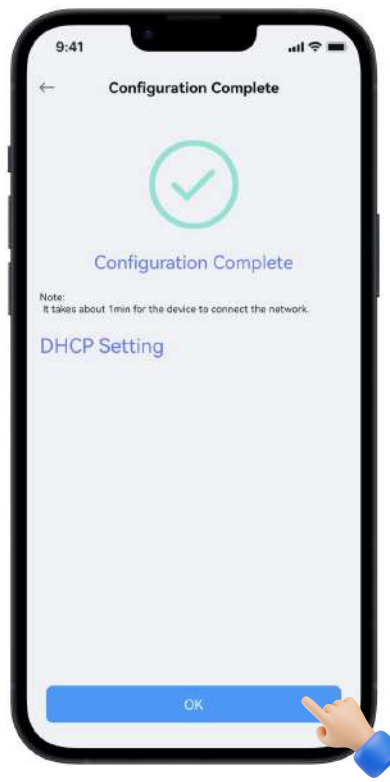 9:41
Configuration Complete
Configuration Complete
Note:
It takes about 1min for the device to connect the network.
DHCP Setting
OK